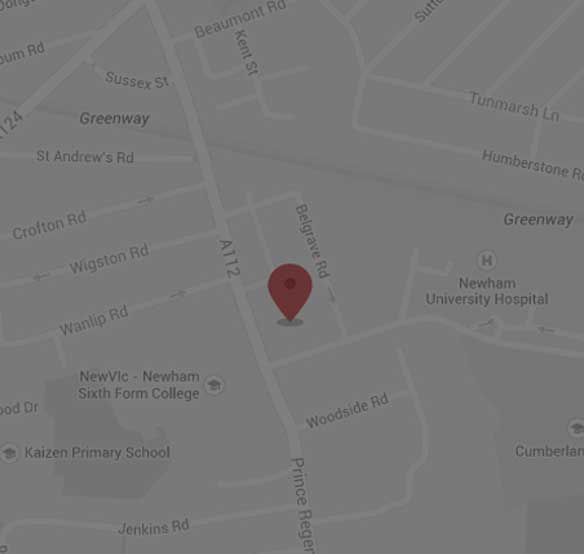 Beaumont Rd
Kent St
Sussex St
Greenway
Tunmarsh Ln
St Andrew's Rd
Humberstone
Crofton Rd
Belgrave Rd
Greenway
Wigston Rd
A112
H
Newham
University Hospital
Wanlip Rd
NewVIc - Newham
Sixth Form College
Woodside Rd
Kaizen Primary School
Prince Regen
Jenkins Rd